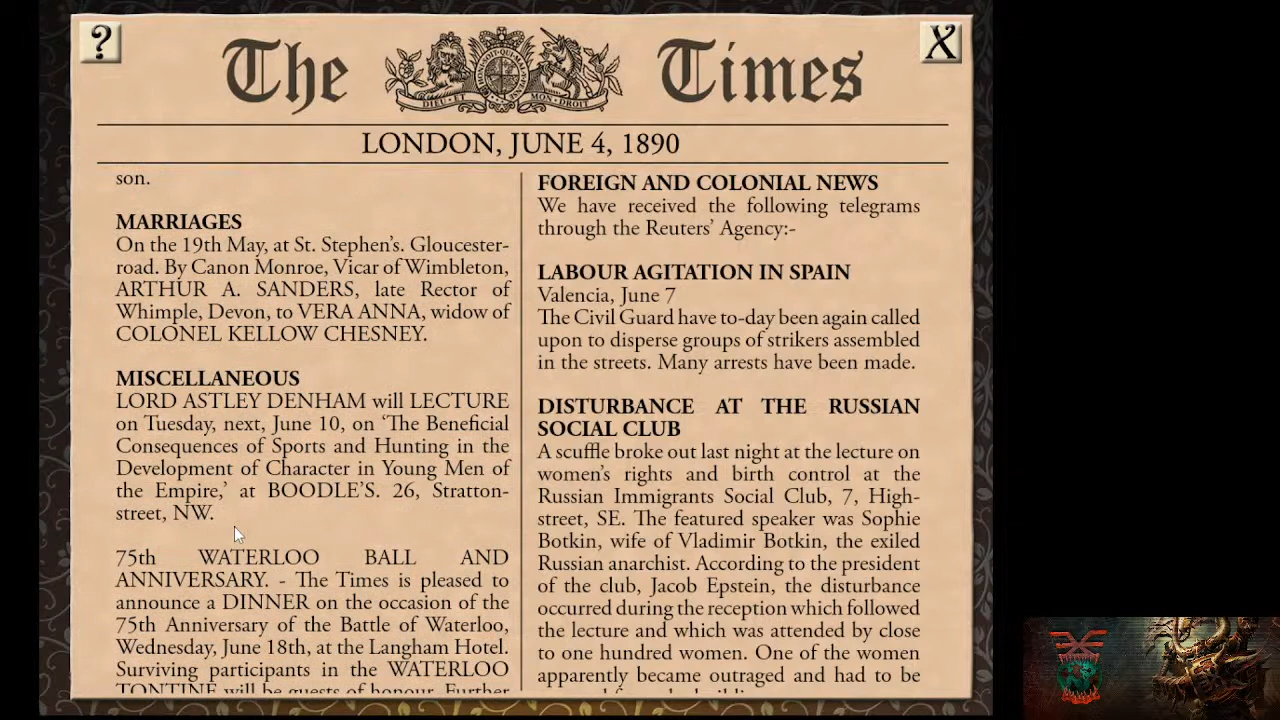 ?
X
The Times
DIEU ET MON DROIT
LONDON, JUNE 4, 1890
son.
MARRIAGES
On the 19th May, at St. Stephen's. Gloucester-
road. By Canon Monroe, Vicar of Wimbleton,
ARTHUR A. SANDERS, late Rector of
Whimple, Devon, to VERA ANNA, widow of
COLONEL KELLOW CHESNEY.
MISCELLANEOUS
LORD ASTLEY DENHAM will LECTURE
on Tuesday, next, June 10, on 'The Beneficial
Consequences of Sports and Hunting in the
Development of Character in Young Men of
the Empire,' at BOODLE'S. 26, Stratton-
street, NW.
75th WATERLOO BALL AND
ANNIVERSARY. - The Times is pleased to
announce a DINNER on the occasion of the
75th Anniversary of the Battle of Waterloo,
Wednesday, June 18th, at the Langham Hotel.
Surviving participants in the WATERLOO
TONTINE will be guests of honour. Further
FOREIGN AND COLONIAL NEWS
We have received the following telegrams
through the Reuters' Agency:-
LABOUR AGITATION IN SPAIN
Valencia, June 7
The Civil Guard have to-day been again called
upon to disperse groups of strikers assembled
in the streets. Many arrests have been made.
DISTURBANCE AT THE RUSSIAN
SOCIAL CLUB
A scuffle broke out last night at the lecture on
women's rights and birth control at the
Russian Immigrants Social Club, 7, High-
street, SE. The featured speaker was Sophie
Botkin, wife of Vladimir Botkin, the exiled
Russian anarchist. According to the president
of the club, Jacob Epstein, the disturbance
occurred during the reception which followed
the lecture and which was attended by close
to one hundred women. One of the women
apparently became outraged and had to be